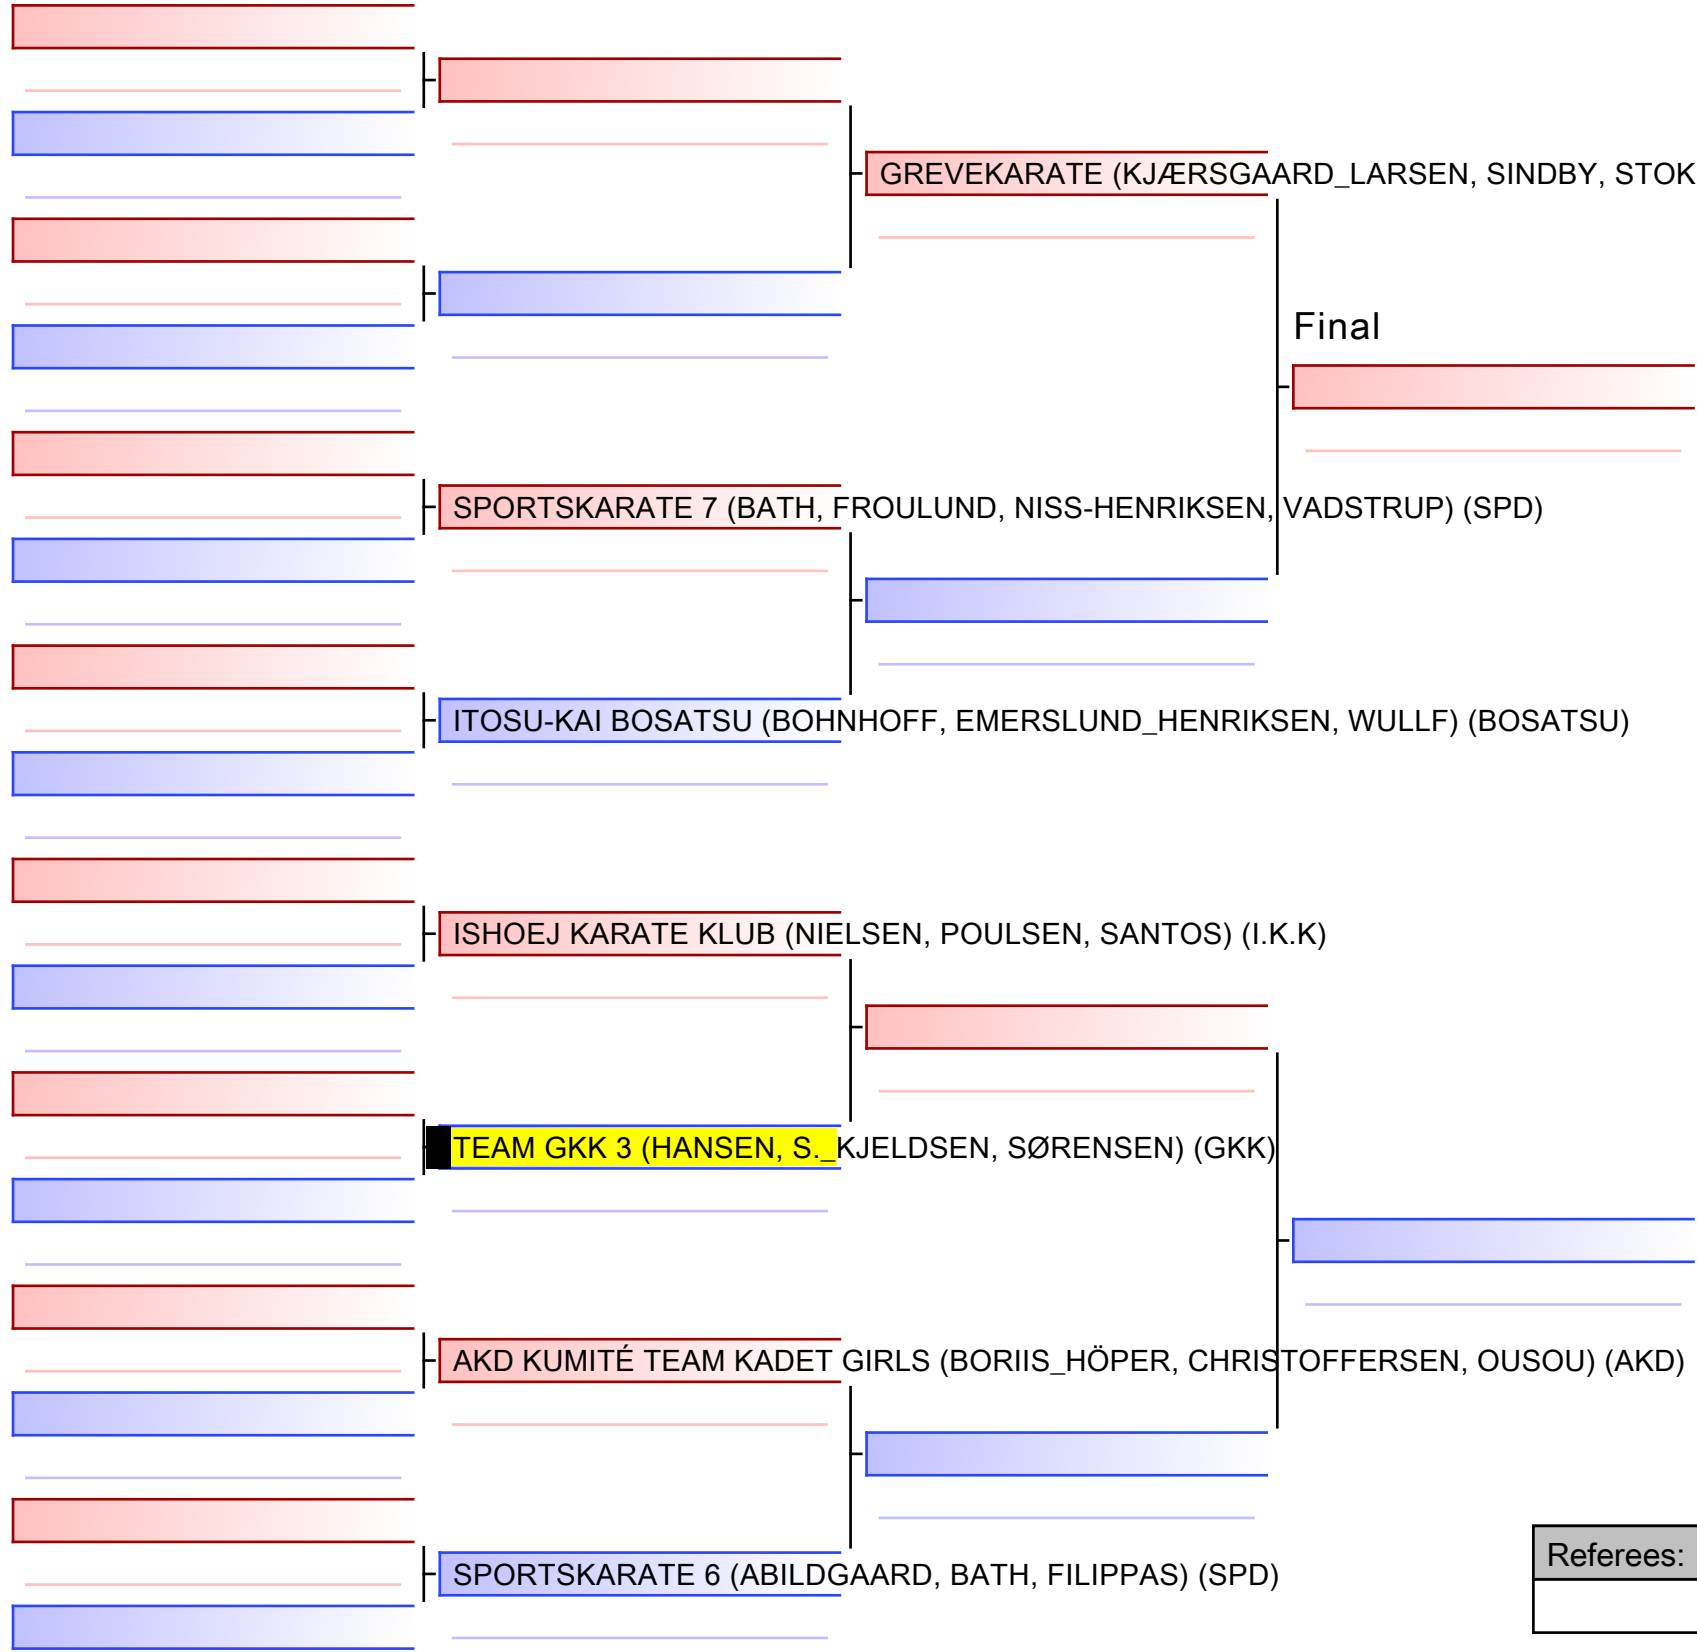 GREVEKARATE (KJÆRSGAARD_LARSEN, SINDBY, STOK
Final
SPORTSKARATE 7 (BATH, FROULUND, NISS-HENRIKSEN, VADSTRUP) (SPD)
ITOSU-KAI BOSATSU (BOHNHOFF, EMERSLUND_HENRIKSEN, WULLF) (BOSATSU)
ISHOEJ KARATE KLUB (NIELSEN, POULSEN, SANTOS) (I.K.K)
TEAM GKK 3 (HANSEN, S._KJELDSEN, SØRENSEN) (GKK)
AKD KUMITÉ TEAM KADET GIRLS (BORIIS_HÖPER, CHRISTOFFERSEN, OUSOU) (AKD)
SPORTSKARATE 6 (ABILDGAARD, BATH, FILIPPAS) (SPD)
Referees: